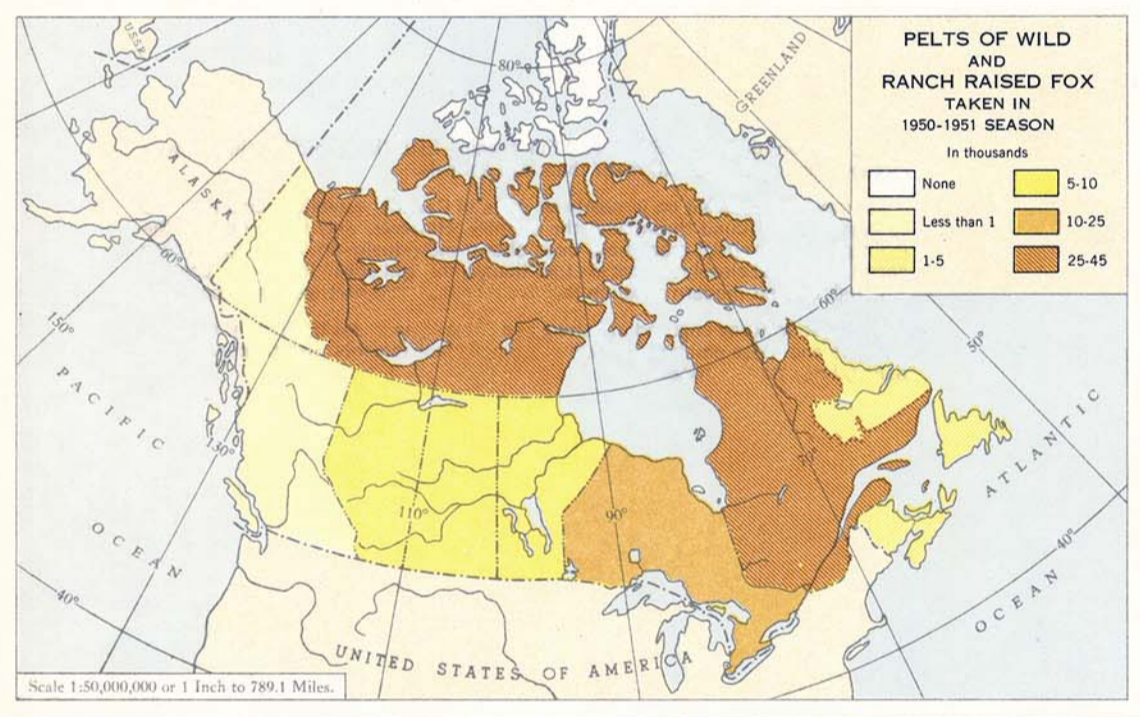 PELTS OF WILD
AND
RANCH RAISED FOX
TAKEN IN
1950-1951 SEASON
In thousands
None
Less than 1
1-5
5-10
10-25
25-45
USSR
80°
GREENLAND
ALASKA
60°
60°
150°
50°
PACIFIC
130°
70°
ATLANTIC
110°
90°
OCEAN
40°
40°
OCEAN
UNITED STATES OF AMERICA
Scale 1:50,000,000 or 1 Inch to 789.1 Miles.